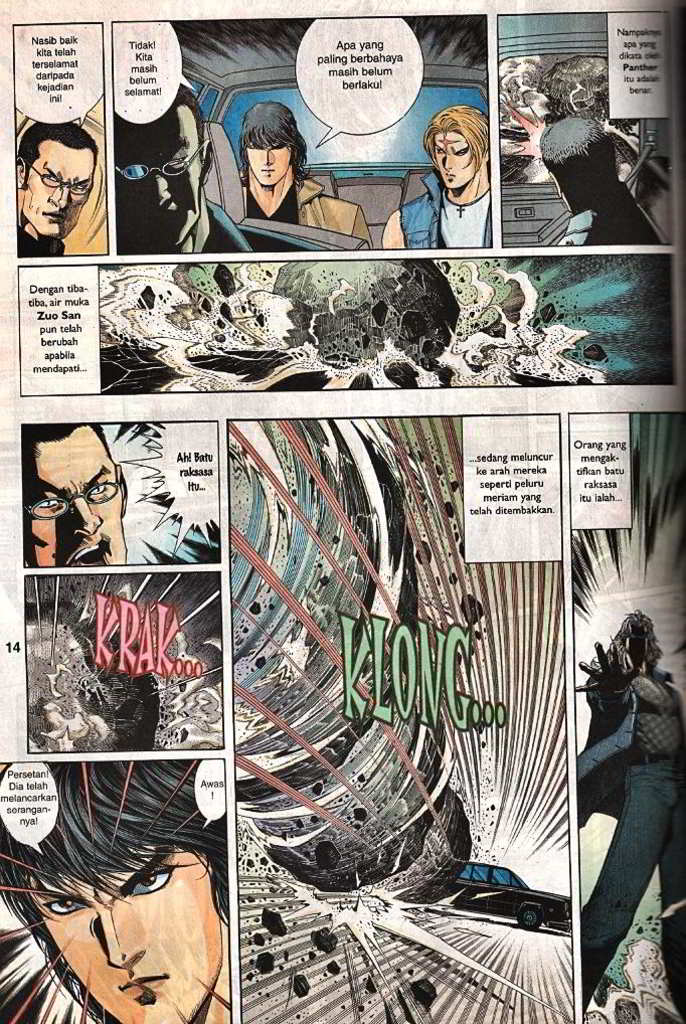 Nasib baik
kita telah
terselamat
daripada
kejadian
ini!
Tidak!
Kita
masih
belum
selamat!
Apa yang
paling berbahaya
masih belum
berlaku!
Nampaknya
apa yang
dikata oleh
Panther
itu adalah
benar.
Dengan tiba-
tiba, air muka
Zuo San
pun telah
berubah
apabila
mendapati...
Ah! Batu
raksasa
Itu...
KRAK...
Persetan!
Dia telah
melancarkan
serangan-
nya!
Awas
!
...sedang meluncur
ke arah mereka
seperti peluru
meriam yang
telah ditembakkan.
KLONG...
Orang yang
mengak-
tifkan batu
raksasa
itu ialah...
14